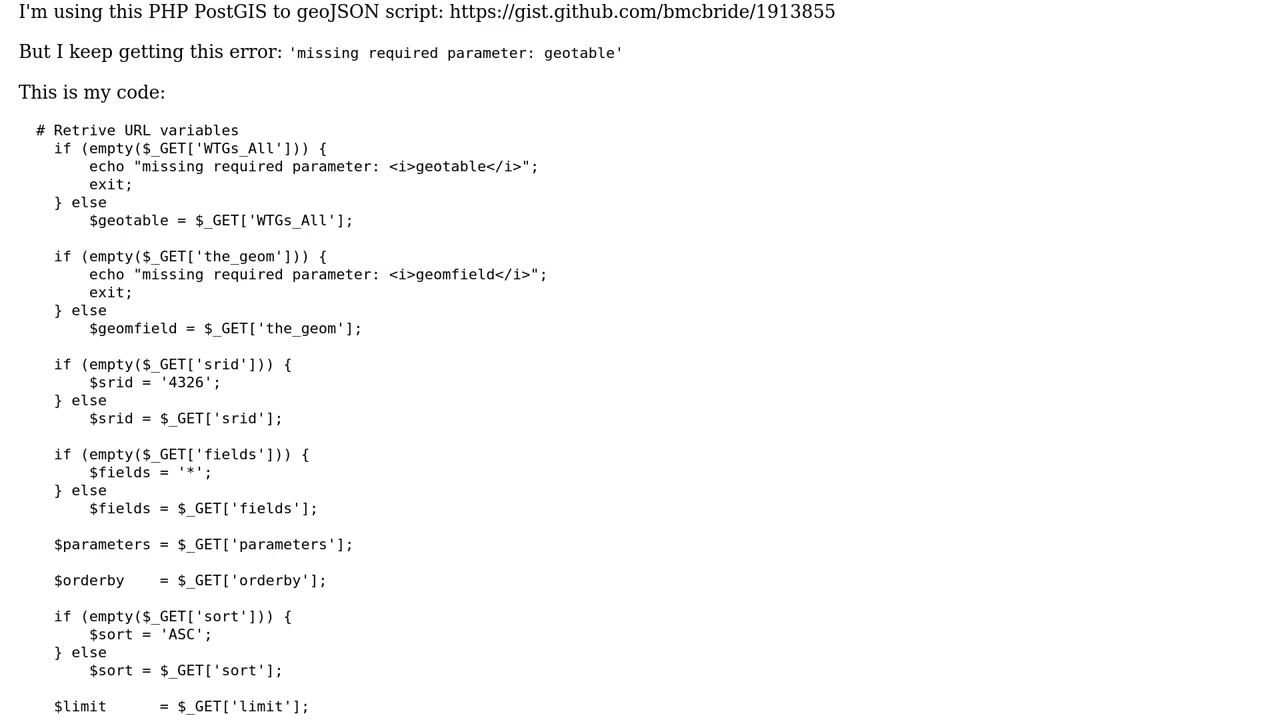 I'm using this PHP PostGIS to geoJSON script: https://gist.github.com/bmcbride/1913855
But I keep getting this error: 'missing required parameter: geotable'
This is my code:
# Retrive URL variables
if (empty($_GET['WTGs_All'])) {
echo "missing required parameter: <i>geotable</i>";
exit;
} else
$geotable = $_GET['WTGs_All'];
if (empty($_GET['the_geom'])) {
echo "missing required parameter: <i>geomfield</i>";
exit;
} else
$geomfield = $_GET['the_geom'];
if (empty($_GET['srid'])) {
$srid = '4326';
} else
$srid = $_GET['srid'];
if (empty($_GET['fields'])) {
$fields = '*';
} else
$fields = $_GET['fields'];
$parameters = $_GET['parameters'];
$orderby    = $_GET['orderby'];
if (empty($_GET['sort'])) {
$sort = 'ASC';
} else
$sort = $_GET['sort'];
$limit      = $_GET['limit'];